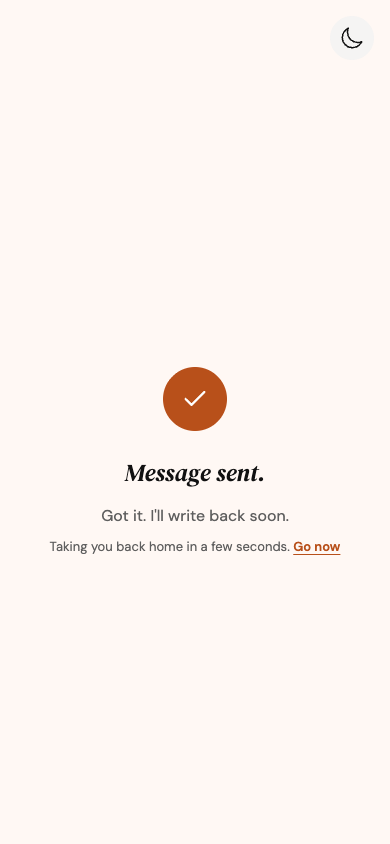 Message sent.
Got it. I'll write back soon.
Taking you back home in a few seconds. Go now